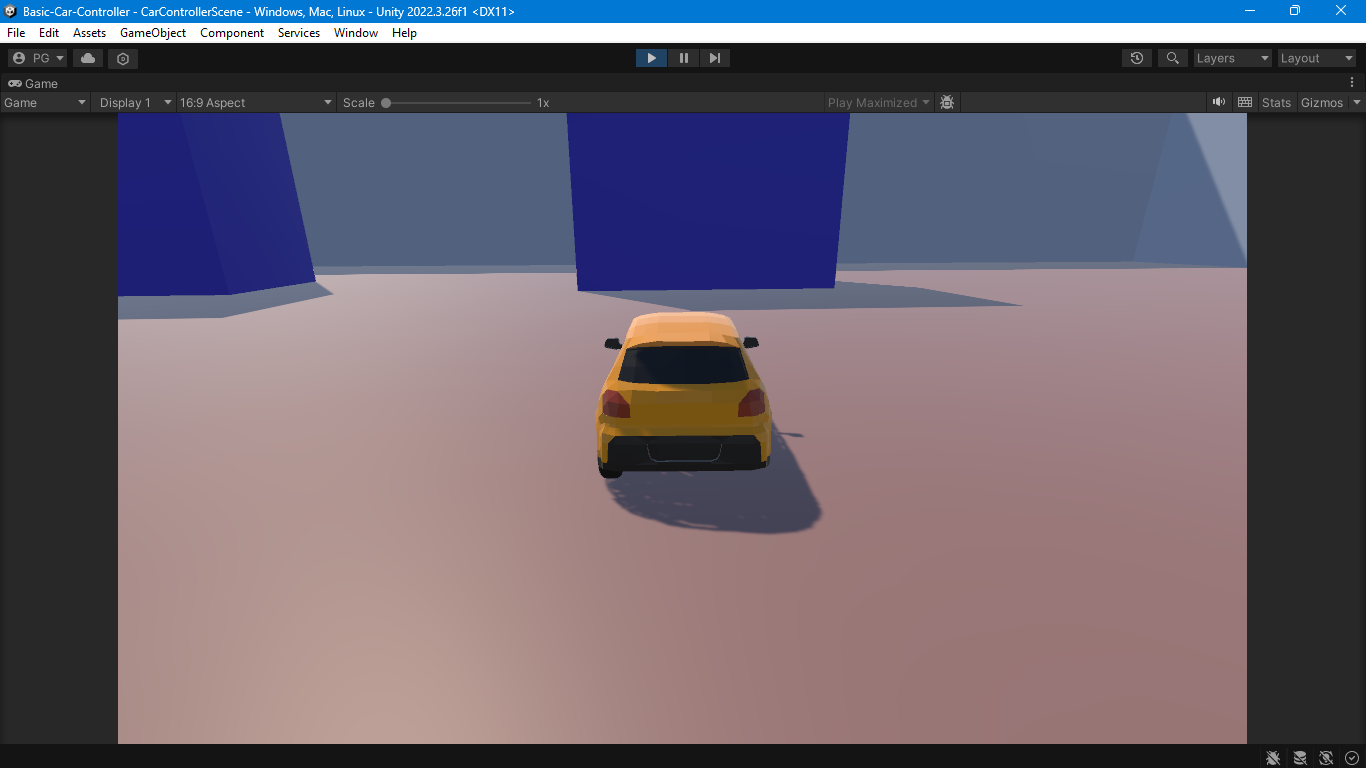 Basic-Car-Controller - CarControllerScene - Windows, Mac, Linux - Unity 2022.3.26f1 <DX11>
File Edit Assets GameObject Component Services Window Help
PG Layers Layout
Game
Game Display 1 16:9 Aspect Scale 1x Play Maximized Stats Gizmos